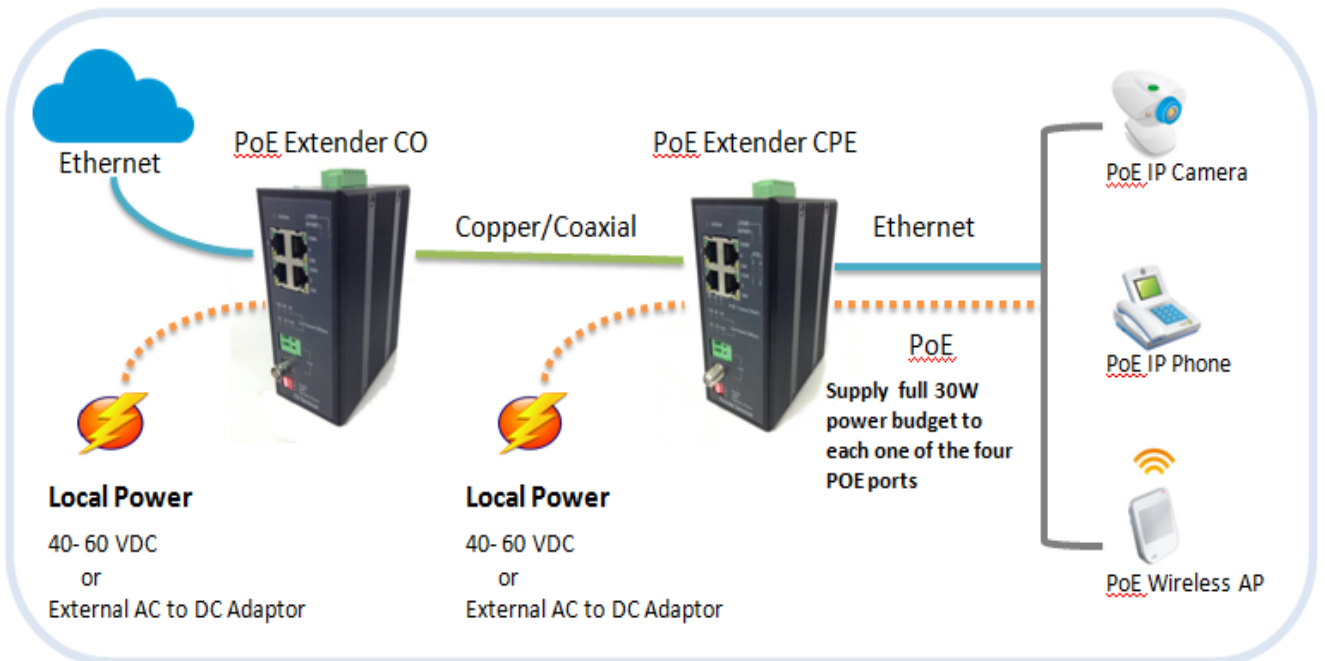 Ethernet
PoE Extender CO
PoE Extender CPE
Copper/Coaxial
Ethernet
PoE IP Camera
PoE IP Phone
PoE
Supply full 30W
power budget to
each one of the four
POE ports
PoE Wireless AP
Local Power
40- 60 VDC
or
External AC to DC Adaptor
Local Power
40- 60 VDC
or
External AC to DC Adaptor